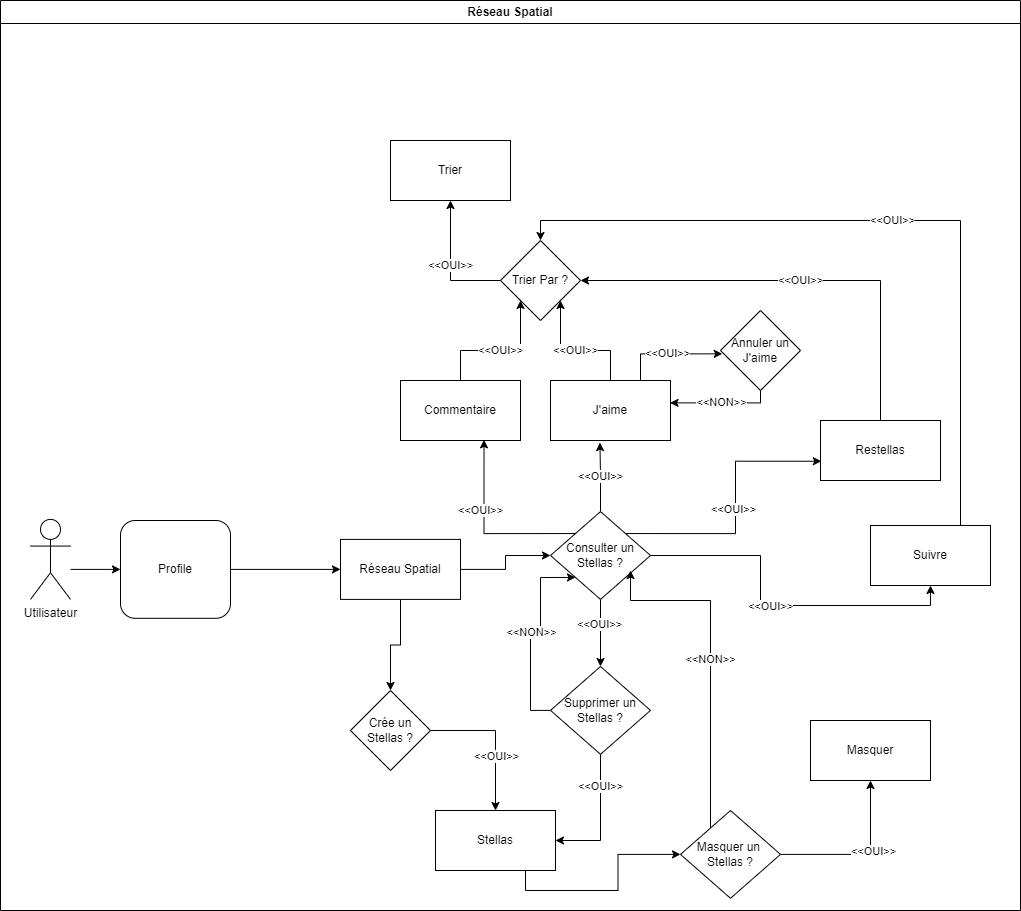 Réseau Spatial
Trier
<<OUI>>
<<OUI>>
Trier Par ?
<<OUI>>
<<OUI>>
<<OUI>>
<<OUI>>
Annuler un
J'aime
<<NON>>
Commentaire
J'aime
Restellas
<<OUI>>
<<OUI>>
<<OUI>>
Utilisateur
Profile
Réseau Spatial
Consulter un
Stellas ?
Suivre
<<OUI>>
<<NON>>
<<OUI>>
<<NON>>
Supprimer un
Stellas ?
Crée un
Stellas ?
<<OUI>>
<<OUI>>
Masquer
Stellas
Masquer un
Stellas ?
<<OUI>>